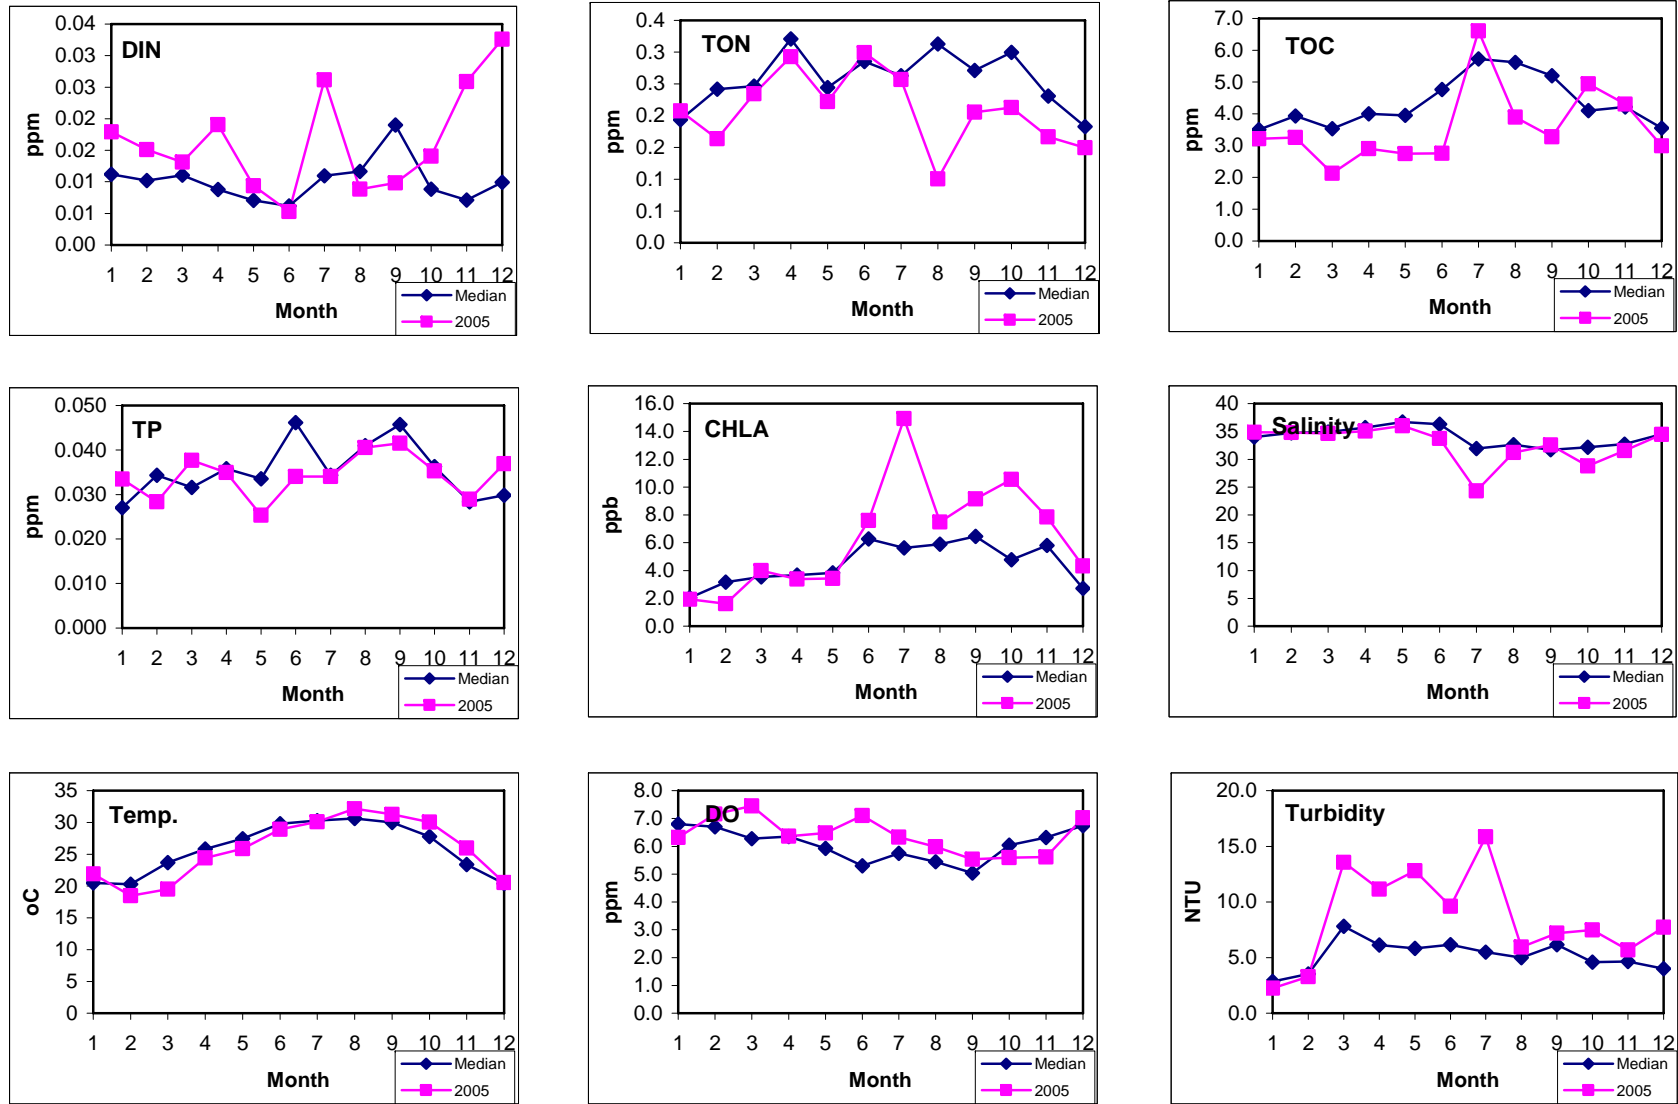 DIN
ppm
0.04
0.03
0.03
0.02
0.02
0.01
0.01
0.00
1 2 3 4 5 6 7 8 9 10 11 12
Month
Median
2005
TON
ppm
0.4
0.3
0.3
0.2
0.2
0.1
0.1
0.0
1 2 3 4 5 6 7 8 9 10 11 12
Month
Median
2005
TOC
ppm
7.0
6.0
5.0
4.0
3.0
2.0
1.0
0.0
1 2 3 4 5 6 7 8 9 10 11 12
Month
Median
2005
TP
ppm
0.050
0.040
0.030
0.020
0.010
0.000
1 2 3 4 5 6 7 8 9 10 11 12
Month
Median
2005
CHLA
ppb
16.0
14.0
12.0
10.0
8.0
6.0
4.0
2.0
0.0
1 2 3 4 5 6 7 8 9 10 11 12
Month
Median
2005
Salinity
40
35
30
25
20
15
10
5
0
1 2 3 4 5 6 7 8 9 10 11 12
Month
Median
2005
Temp.
oC
35
30
25
20
15
10
5
0
1 2 3 4 5 6 7 8 9 10 11 12
Month
Median
2005
DO
ppm
8.0
7.0
6.0
5.0
4.0
3.0
2.0
1.0
0.0
1 2 3 4 5 6 7 8 9 10 11 12
Month
Median
2005
Turbidity
NTU
20.0
15.0
10.0
5.0
0.0
1 2 3 4 5 6 7 8 9 10 11 12
Month
Median
2005